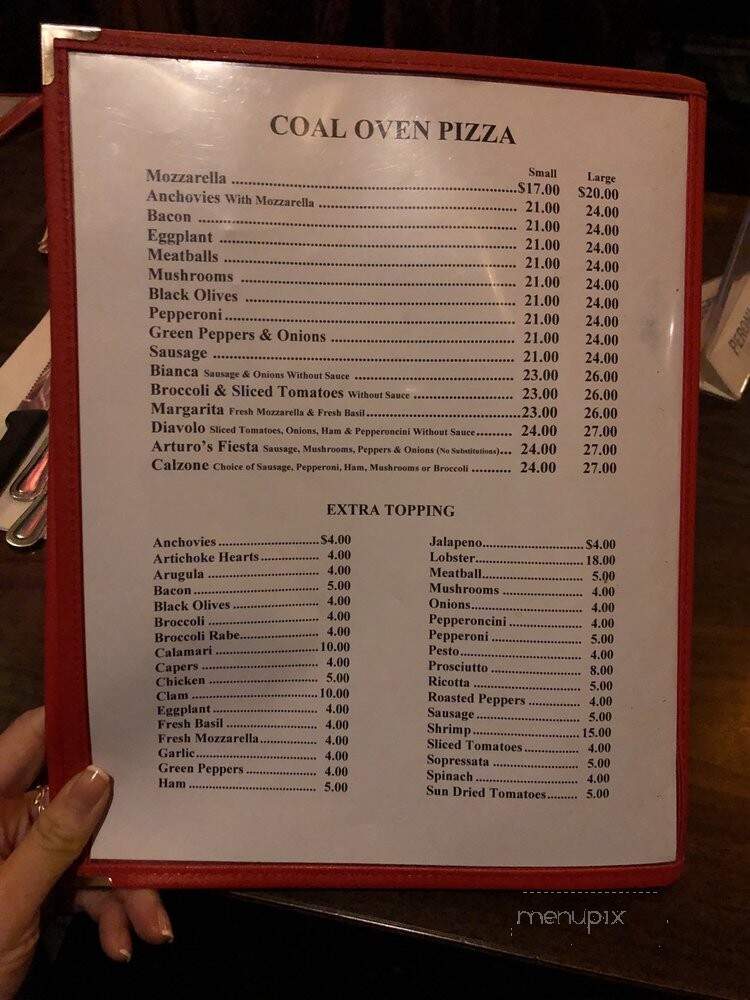 COAL OVEN PIZZA
Small Large
Mozzarella $17.00 $20.00
Anchovies With Mozzarella 21.00 24.00
Bacon 21.00 24.00
Eggplant 21.00 24.00
Meatballs 21.00 24.00
Mushrooms 21.00 24.00
Black Olives 21.00 24.00
Pepperoni 21.00 24.00
Green Peppers & Onions 21.00 24.00
Sausage 21.00 24.00
Bianca Sausage & Onions Without Sauce 23.00 26.00
Broccoli & Sliced Tomatoes Without Sauce 23.00 26.00
Margarita Fresh Mozzarella & Fresh Basil 23.00 26.00
Diavolo Sliced Tomatoes, Onions, Ham & Pepperoncini Without Sauce 24.00 27.00
Arturo's Fiesta Sausage, Mushrooms, Peppers & Onions (No Substitutions) 24.00 27.00
Calzone Choice of Sausage, Pepperoni, Ham, Mushrooms or Broccoli 24.00 27.00
EXTRA TOPPING
Anchovies $4.00
Artichoke Hearts 4.00
Arugula 4.00
Bacon 5.00
Black Olives 4.00
Broccoli 4.00
Broccoli Rabe 4.00
Calamari 10.00
Capers 4.00
Chicken 5.00
Clam 10.00
Eggplant 4.00
Fresh Basil 4.00
Fresh Mozzarella 4.00
Garlic 4.00
Green Peppers 4.00
Ham 5.00
Jalapeno $4.00
Lobster 18.00
Meatball 5.00
Mushrooms 4.00
Onions 4.00
Pepperoncini 4.00
Pepperoni 5.00
Pesto 4.00
Prosciutto 8.00
Ricotta 5.00
Roasted Peppers 4.00
Sausage 5.00
Shrimp 15.00
Sliced Tomatoes 4.00
Sopressata 5.00
Spinach 4.00
Sun Dried Tomatoes 5.00
menupix